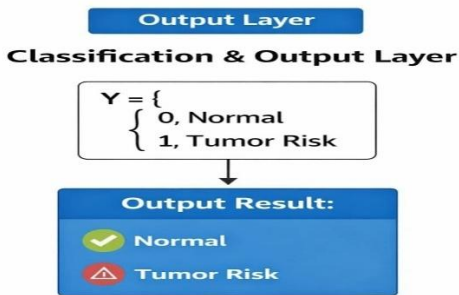 Output Layer
Classification & Output Layer
Y = {
{ 0, Normal
1, Tumor Risk
Output Result:
Normal
Tumor Risk